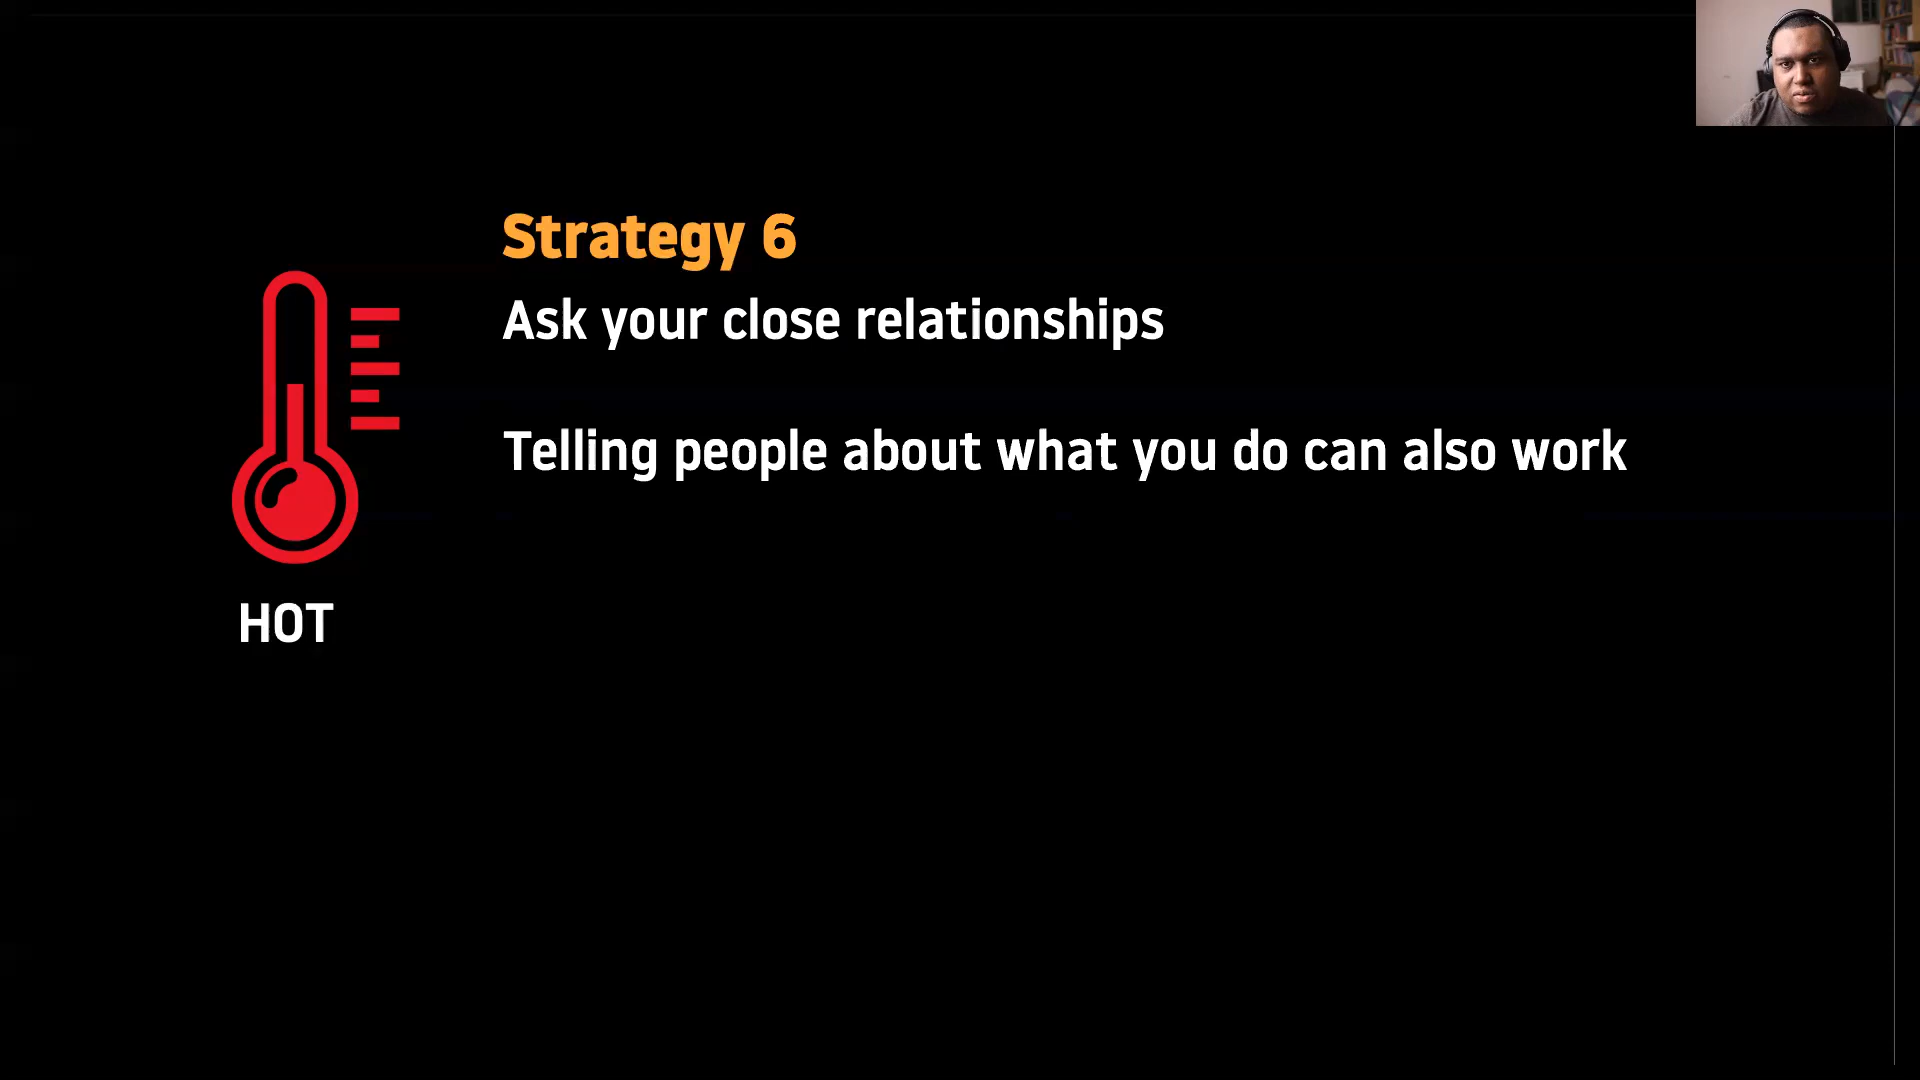 Strategy 6
Ask your close relationships
Telling people about what you do can also work
HOT